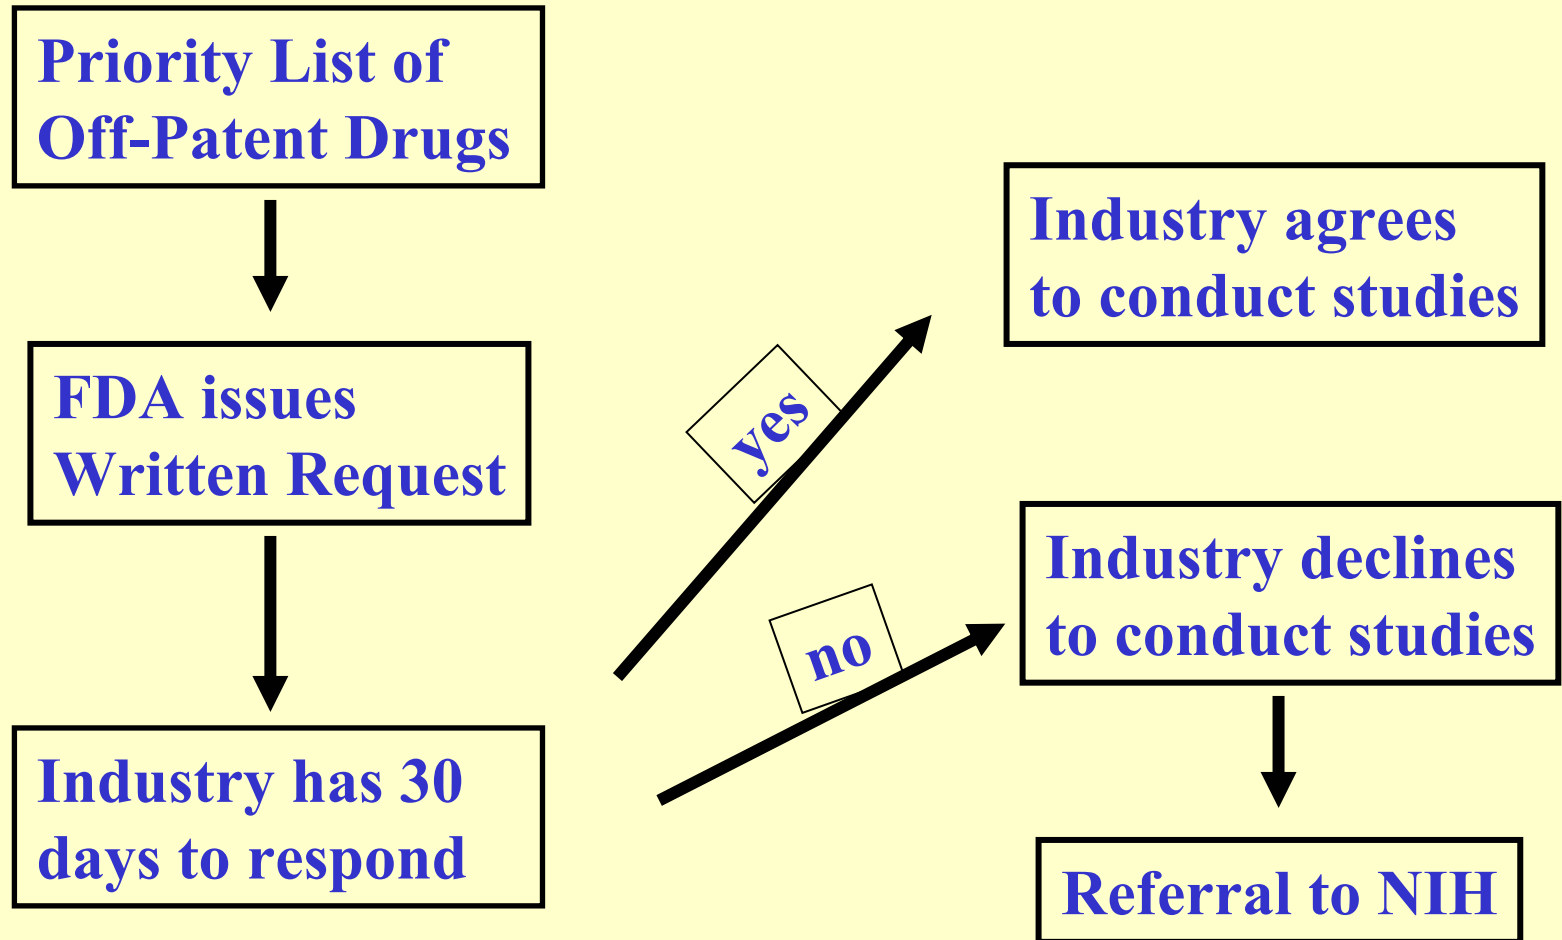 Priority List of
Off-Patent Drugs
FDA issues
Written Request
Industry has 30
days to respond
yes
Industry agrees
to conduct studies
no
Industry declines
to conduct studies
Referral to NIH